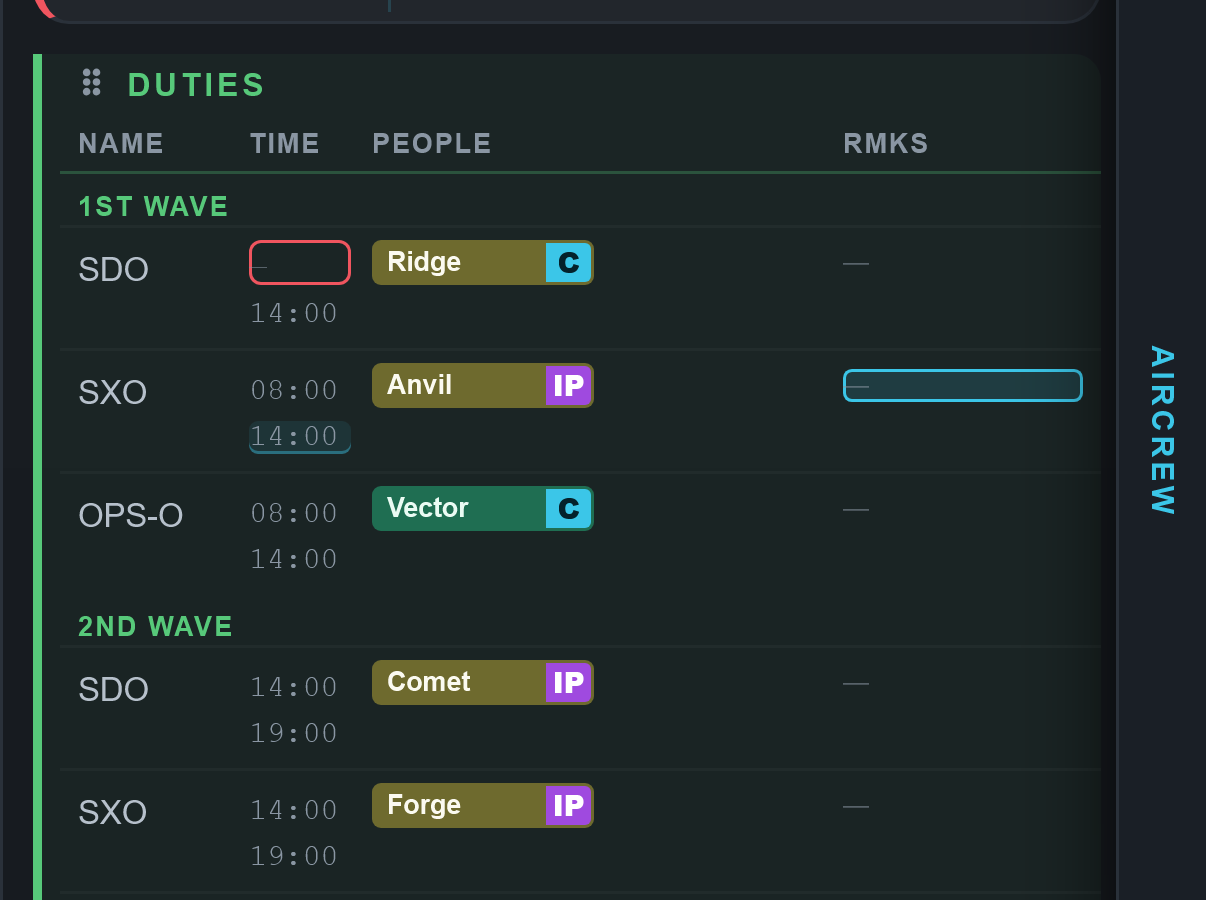 DUTIES
NAME TIME PEOPLE RMKS
1ST WAVE
SDO — Ridge C —
14:00
SXO 08:00 Anvil IP —
14:00
OPS-O 08:00 Vector C —
14:00
2ND WAVE
SDO 14:00 Comet IP —
19:00
SXO 14:00 Forge IP —
19:00
AIRCREW